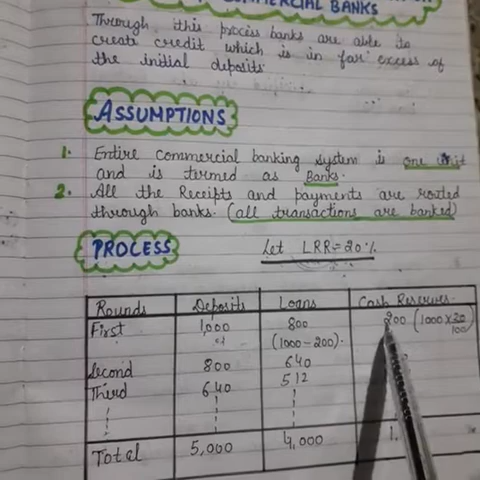 COMMERCIAL BANKS
Through this process banks are able to
create credit which is in far excess of
the initial deposits.
ASSUMPTIONS
1. Entire commercial banking system is one unit
and is termed as Banks.
2. All the Receipts and payments are routed
through banks. (all transactions are banked)
PROCESS Let LRR = 20%
Rounds Deposits Loans Cash Reserves
First 1,000 800 200 (1000 × 20/100)
(1000-200).
Second 800 640
Third 640 512
Total 5,000 4,000 1,